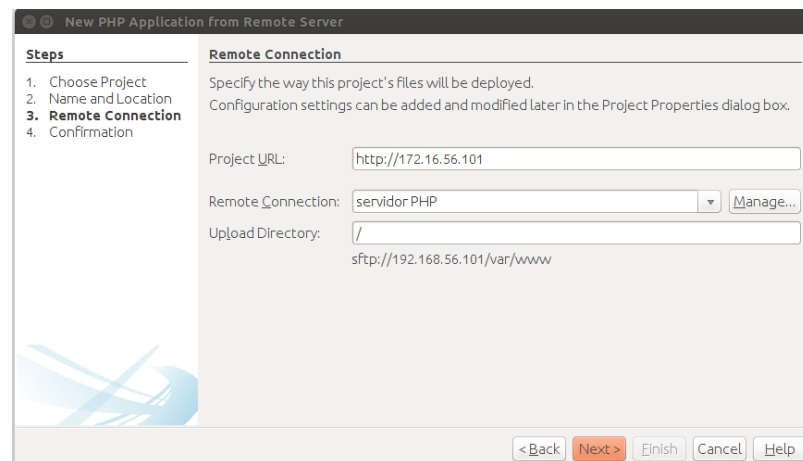 New PHP Application from Remote Server
Steps
1. Choose Project
2. Name and Location
3. Remote Connection
4. Confirmation
Remote Connection
Specify the way this project's files will be deployed.
Configuration settings can be added and modified later in the Project Properties dialog box.
Project URL: http://172.16.56.101
Remote Connection: servidor PHP Manage...
Upload Directory: /
sftp://192.168.56.101/var/www
< Back Next > Finish Cancel Help